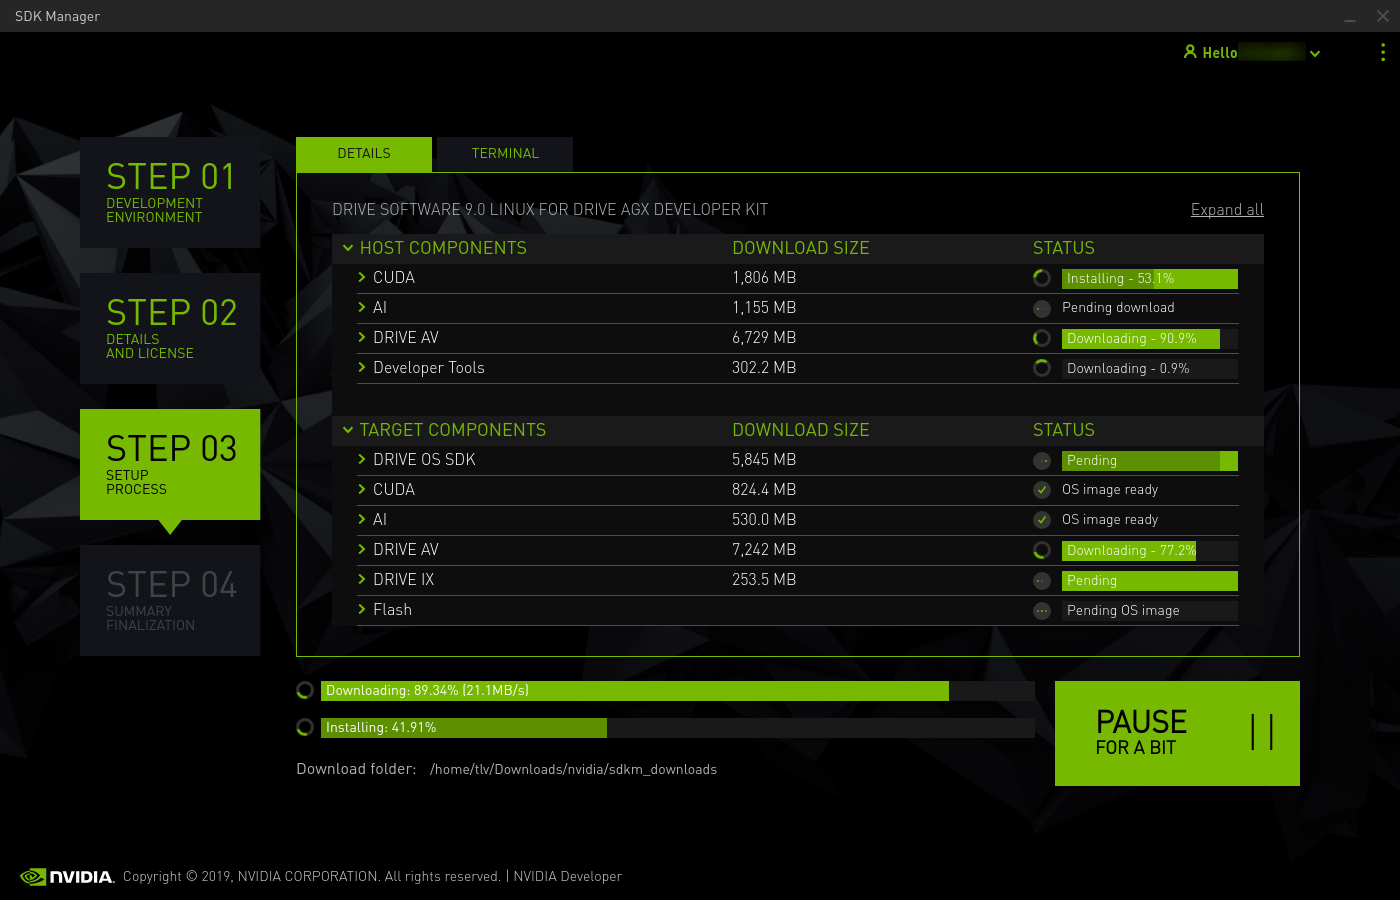 SDK Manager
Hello
STEP 01
DEVELOPMENT
ENVIRONMENT
STEP 02
DETAILS
AND LICENSE
STEP 03
SETUP
PROCESS
STEP 04
SUMMARY
FINALIZATION
DETAILS TERMINAL
DRIVE SOFTWARE 9.0 LINUX FOR DRIVE AGX DEVELOPER KIT Expand all
HOST COMPONENTS DOWNLOAD SIZE STATUS
CUDA 1,806 MB Installing - 53.1%
AI 1,155 MB Pending download
DRIVE AV 6,729 MB Downloading - 90.9%
Developer Tools 302.2 MB Downloading - 0.9%
TARGET COMPONENTS DOWNLOAD SIZE STATUS
DRIVE OS SDK 5,845 MB Pending
CUDA 824.4 MB OS image ready
AI 530.0 MB OS image ready
DRIVE AV 7,242 MB Downloading - 77.2%
DRIVE IX 253.5 MB Pending
Flash Pending OS image
Downloading: 89.34% (21.1MB/s)
Installing: 41.91%
PAUSE
FOR A BIT
Download folder: /home/tlv/Downloads/nvidia/sdkm_downloads
NVIDIA. Copyright © 2019, NVIDIA CORPORATION. All rights reserved. | NVIDIA Developer